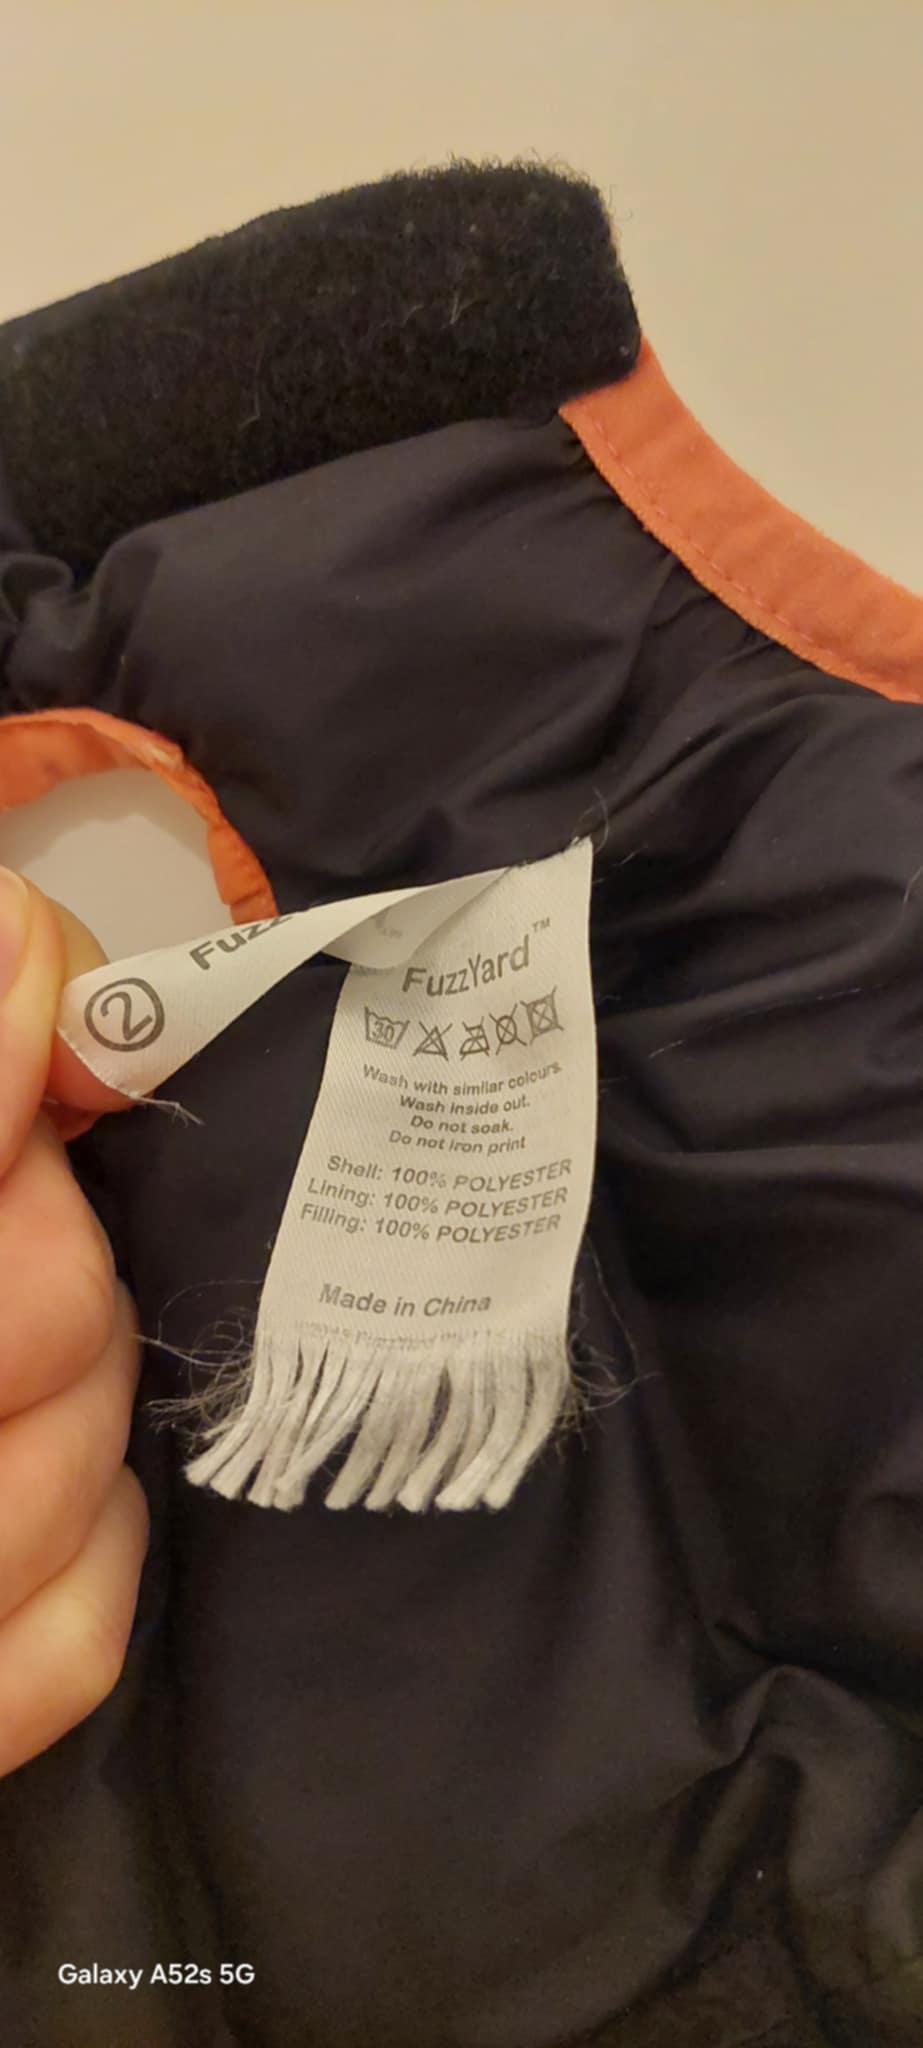 2
FuzzYard™
30
Wash with similar colours.
Wash inside out.
Do not soak.
Do not iron print
Shell: 100% POLYESTER
Lining: 100% POLYESTER
Filling: 100% POLYESTER
Made in China
Galaxy A52s 5G